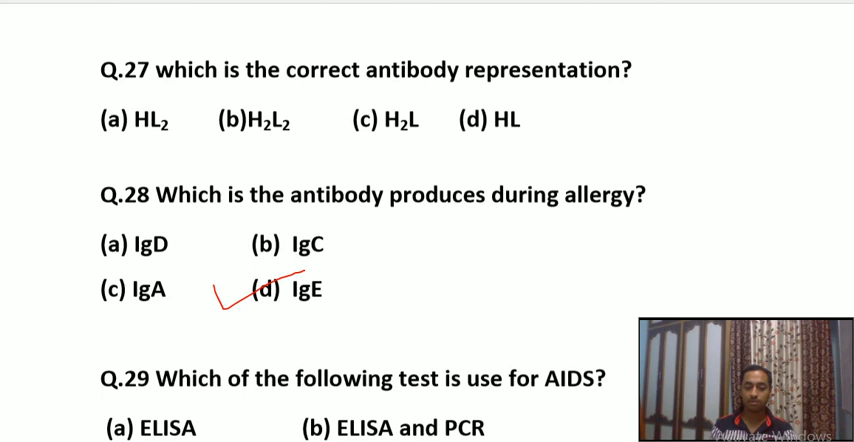 Q.27 which is the correct antibody representation?
(a) HL₂ (b)H₂L₂ (c) H₂L (d) HL
Q.28 Which is the antibody produces during allergy?
(a) IgD (b) IgC
(c) IgA (d) IgE
Q.29 Which of the following test is use for AIDS?
(a) ELISA (b) ELISA and PCR